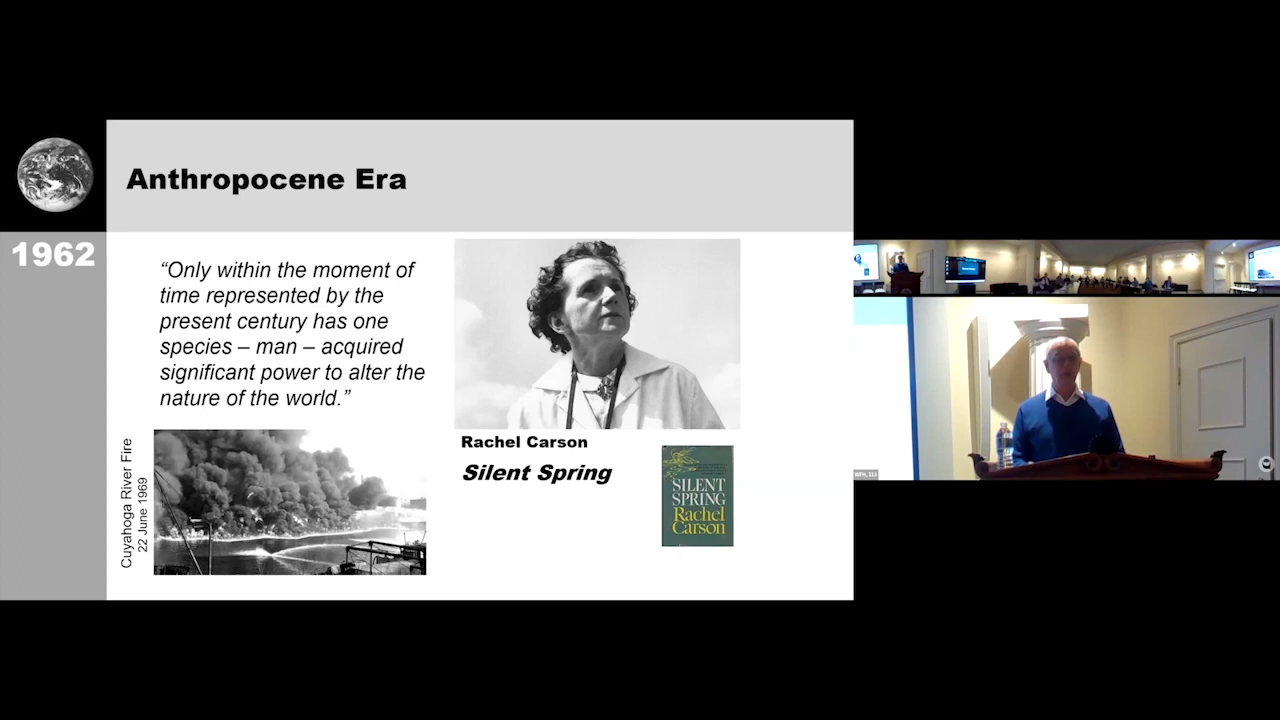 Anthropocene Era
1962
“Only within the moment of
time represented by the
present century has one
species – man – acquired
significant power to alter the
nature of the world.”
Cuyahoga River Fire
22 June 1969
Rachel Carson
Silent Spring
SILENT
SPRING
Rachel
Carson